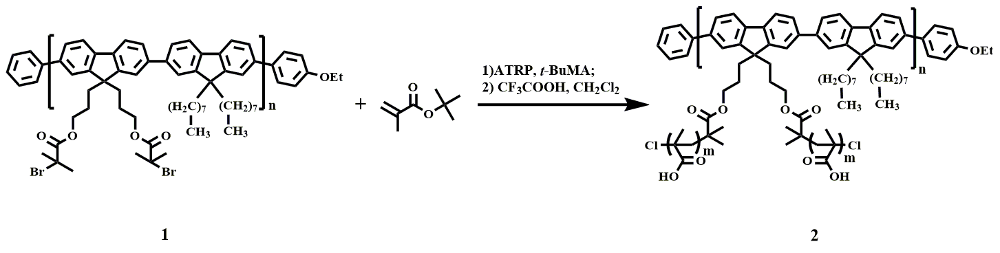 OEt
n
(H2C)7
(CH2)7
CH3
CH3
O
O
O
O
Br
Br
1
+
O
O
1)ATRP, t-BuMA;
2) CF3COOH, CH2Cl2
OEt
n
(H2C)7
(CH2)7
CH3
CH3
O
O
O
O
Cl
m
O
HO
Cl
m
O
OH
2